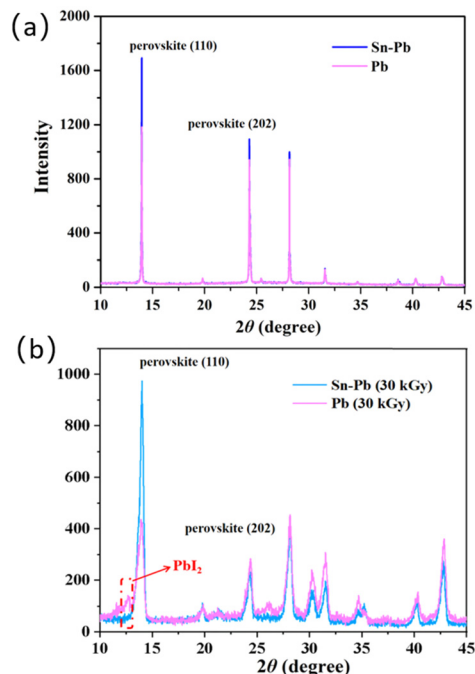 (a)
2000
1600
1200
800
400
0
Intensity
perovskite (110)
perovskite (202)
Sn-Pb
Pb
10 15 20 25 30 35 40 45
2θ (degree)
(b)
1000
800
600
400
200
0
perovskite (110)
Sn-Pb (30 kGy)
Pb (30 kGy)
perovskite (202)
PbI₂
10 15 20 25 30 35 40 45
2θ (degree)